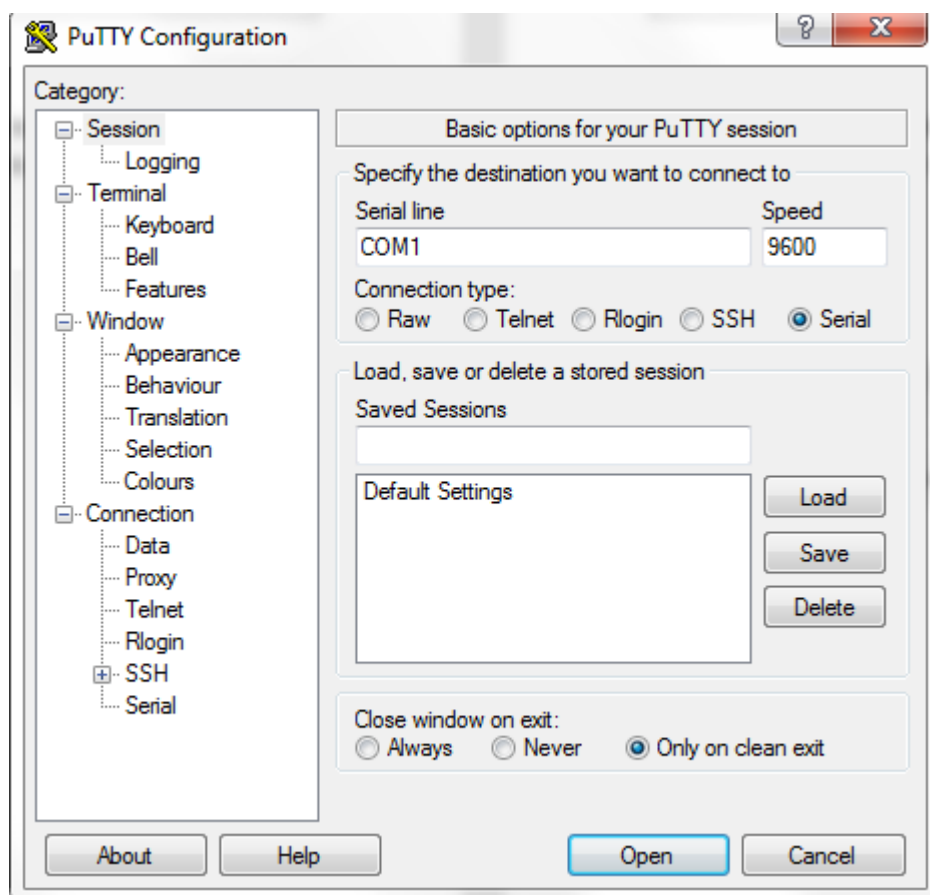 PuTTY Configuration
Category:
Session
Logging
Terminal
Keyboard
Bell
Features
Window
Appearance
Behaviour
Translation
Selection
Colours
Connection
Data
Proxy
Telnet
Rlogin
SSH
Serial
Basic options for your PuTTY session
Specify the destination you want to connect to
Serial line Speed
COM1 9600
Connection type:
Raw Telnet Rlogin SSH Serial
Load, save or delete a stored session
Saved Sessions
Default Settings
Load
Save
Delete
Close window on exit:
Always Never Only on clean exit
About Help Open Cancel